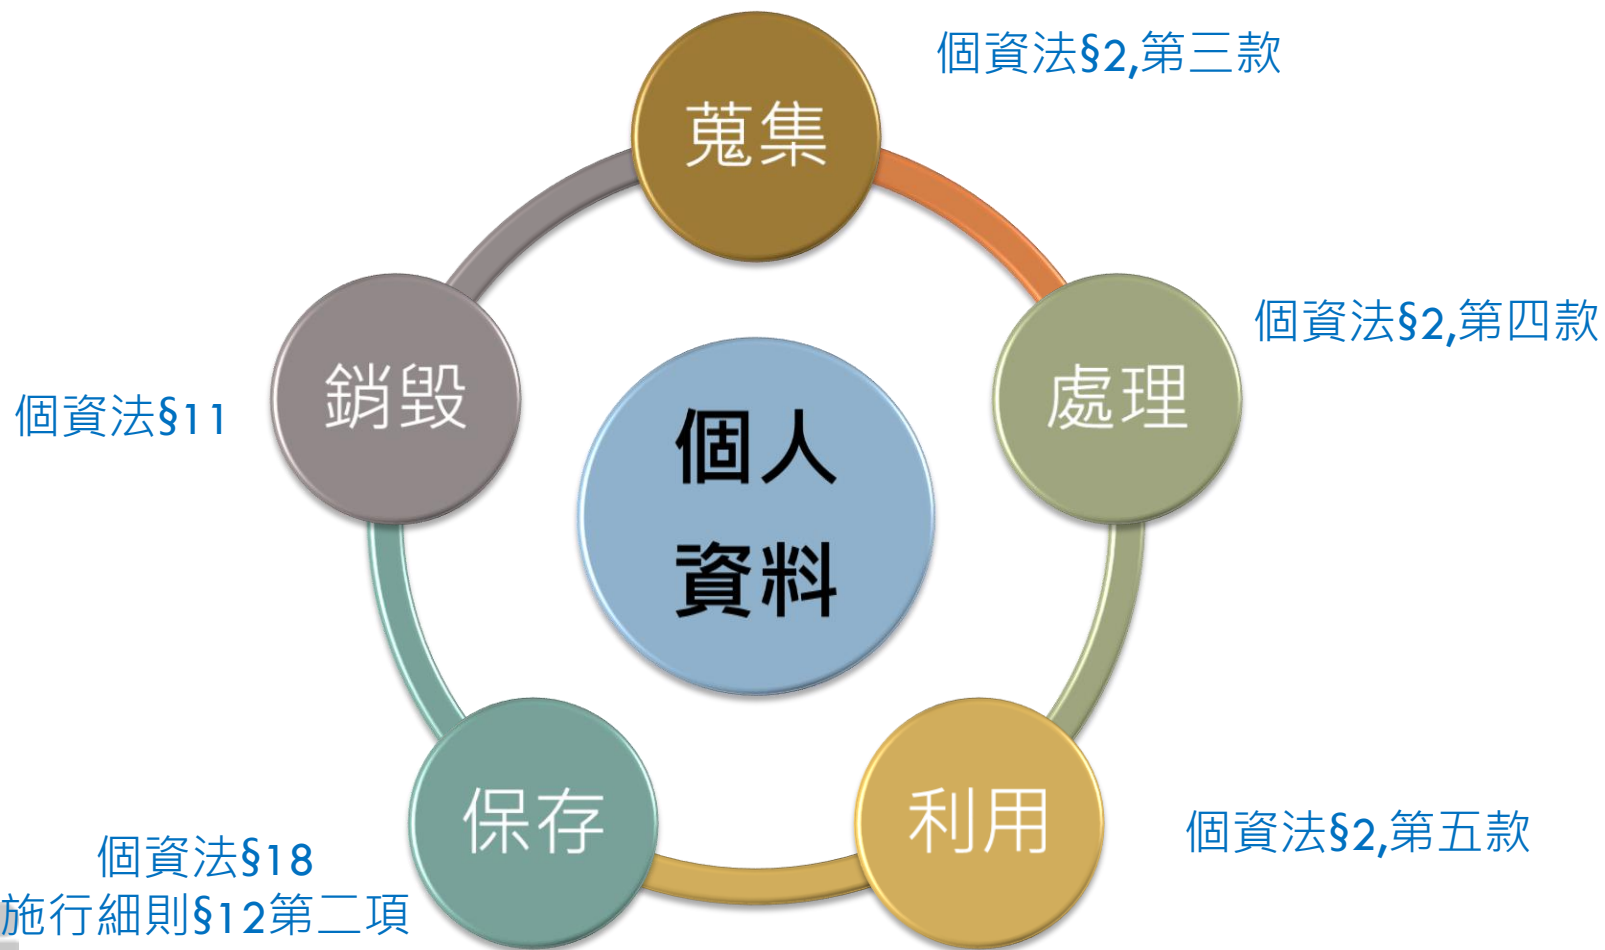 蒐集
個資法§2,第三款
處理
個資法§2,第四款
利用
個資法§2,第五款
保存
個資法§18
施行細則§12第二項
銷毀
個資法§11
個人
資料